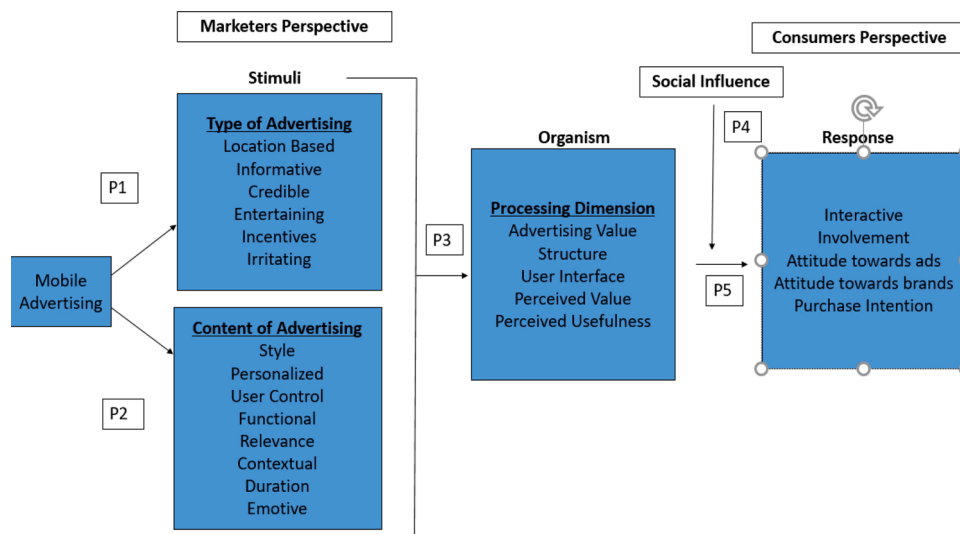 Marketers Perspective
Consumers Perspective
Stimuli
Social Influence
Type of Advertising
Location Based
Informative
Credible
Entertaining
Incentives
Irritating
P1
Mobile
Advertising
P2
Content of Advertising
Style
Personalized
User Control
Functional
Relevance
Contextual
Duration
Emotive
P3
Organism
Processing Dimension
Advertising Value
Structure
User Interface
Perceived Value
Perceived Usefulness
P4
P5
Response
Interactive
Involvement
Attitude towards ads
Attitude towards brands
Purchase Intention